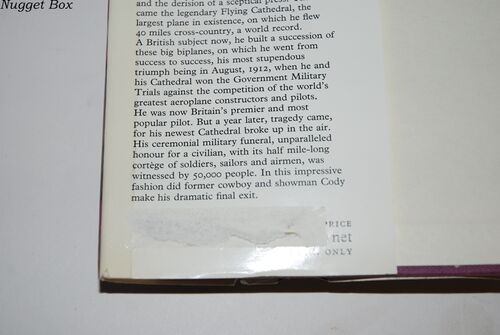 Nugget Box
and the derision of a sceptical press. 
came the legendary Flying Cathedral, the
largest plane in existence, on which he flew
40 miles cross-country, a world record.
A British subject now, he built a succession of
these big biplanes, on which he went from
success to success, his most stupendous
triumph being in August, 1912, when he and
his Cathedral won the Government Military
Trials against the competition of the world's
greatest aeroplane constructors and pilots.
He was now Britain's premier and most
popular pilot. But a year later, tragedy came,
for his newest Cathedral broke up in the air.
His ceremonial military funeral, unparalleled
honour for a civilian, with its half mile-long
cortège of soldiers, sailors and airmen, was
witnessed by 50,000 people. In this impressive
fashion did former cowboy and showman Cody
make his dramatic final exit.
PRICE
net
ONLY